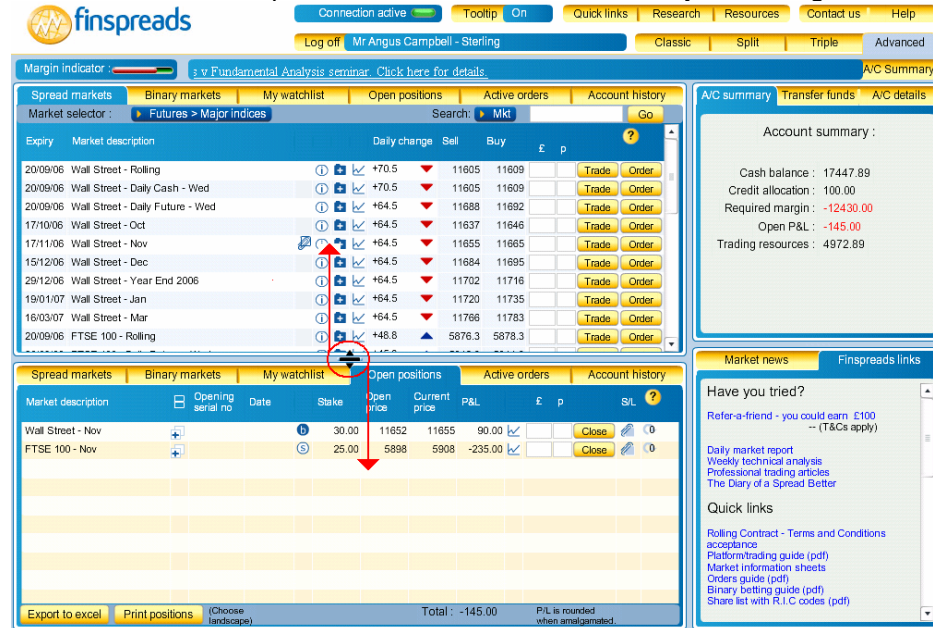 finspreads
Connection active Tooltip On Quick links Research Resources Contact us Help
Log off Mr Angus Campbell - Sterling Classic Split Triple Advanced
Margin indicator : s v Fundamental Analysis seminar. Click here for details. A/C Summary
Spread markets Binary markets My watchlist Open positions Active orders Account history
Market selector : Futures > Major indices Search: Mkt Go
Expiry Market description Daily change Sell Buy £ p ?
20/09/06 Wall Street - Rolling +70.5 11605 11609 Trade Order
20/09/06 Wall Street - Daily Cash - Wed +70.5 11605 11609 Trade Order
20/09/06 Wall Street - Daily Future - Wed +64.5 11688 11692 Trade Order
17/10/06 Wall Street - Oct +64.5 11637 11646 Trade Order
17/11/06 Wall Street - Nov +64.5 11655 11665 Trade Order
15/12/06 Wall Street - Dec +64.5 11684 11695 Trade Order
29/12/06 Wall Street - Year End 2006 +64.5 11702 11716 Trade Order
19/01/07 Wall Street - Jan +64.5 11720 11735 Trade Order
16/03/07 Wall Street - Mar +64.5 11766 11783 Trade Order
20/09/06 FTSE 100 - Rolling +48.8 5876.3 5878.3 Trade Order
A/C summary Transfer funds A/C details
Account summary :
Cash balance : 17447.89
Credit allocation : 100.00
Required margin : -12430.00
Open P&L : -145.00
Trading resources : 4972.89
Spread markets Binary markets My watchlist Open positions Active orders Account history
Market description Opening serial no Date Stake Open price Current price P&L £ p S/L ?
Wall Street - Nov b 30.00 11652 11655 90.00 Close
FTSE 100 - Nov S 25.00 5898 5908 -235.00 Close
Export to excel Print positions (Choose landscape) Total : -145.00 P/L is rounded when amalgamated.
Market news Finspreads links
Have you tried?
Refer-a-friend - you could earn £100
-- (T&Cs apply)
Daily market report
Weekly technical analysis
Professional trading articles
The Diary of a Spread Better
Quick links
Rolling Contract - Terms and Conditions
acceptance
Platform/trading guide (pdf)
Market information sheets
Orders guide (pdf)
Binary betting guide (pdf)
Share list with R.I.C codes (pdf)